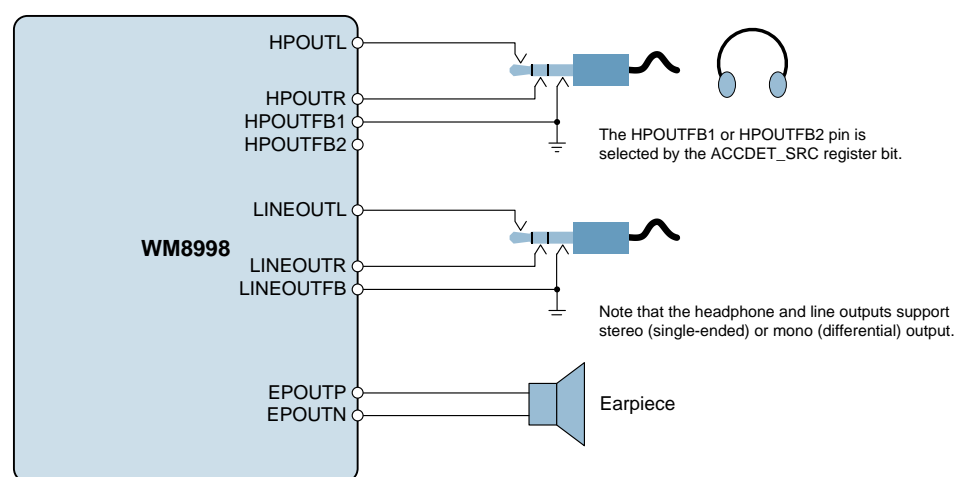 HPOUTL
HPOUTR
HPOUTFB1
HPOUTFB2
The HPOUTFB1 or HPOUTFB2 pin is
selected by the ACCDET_SRC register bit.
LINEOUTL
WM8998
LINEOUTR
LINEOUTFB
Note that the headphone and line outputs support
stereo (single-ended) or mono (differential) output.
EPOUTP
EPOUTN
Earpiece